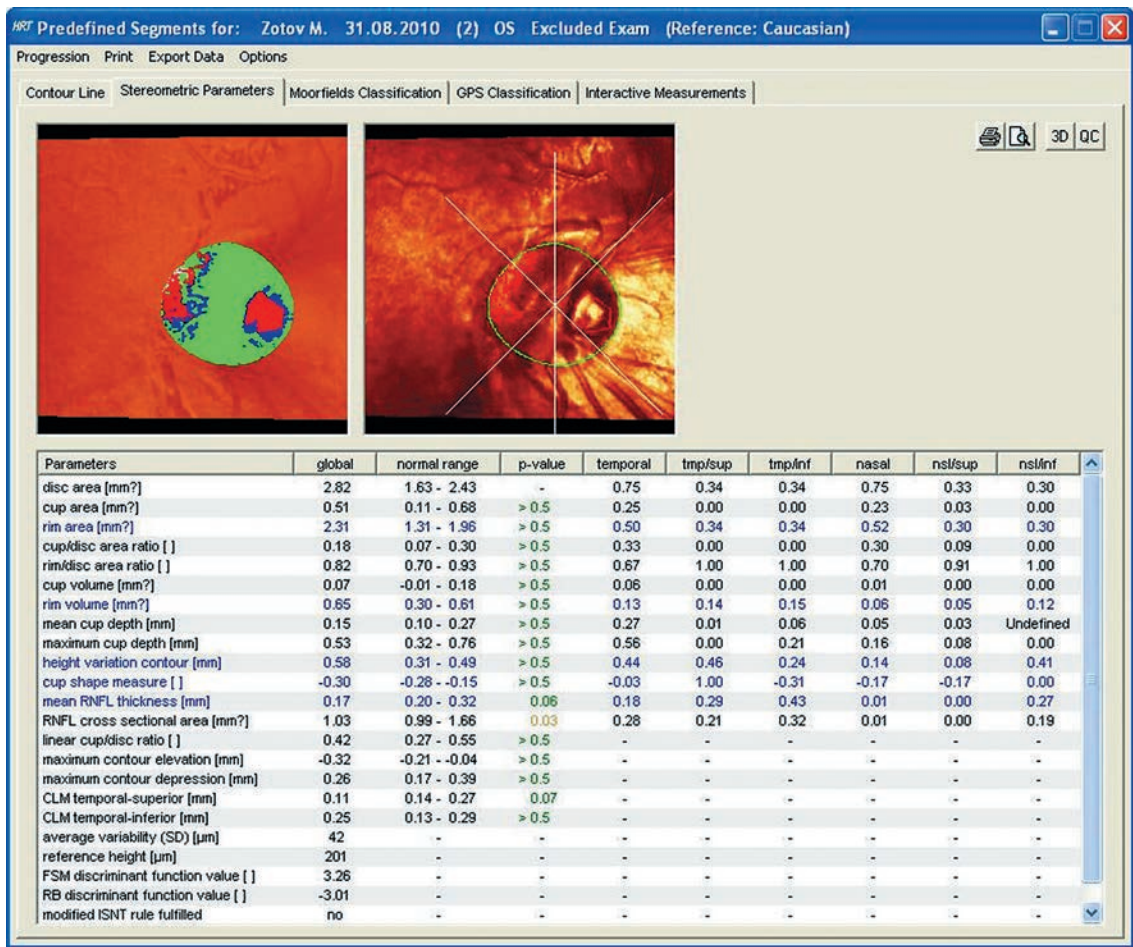 HRT Predefined Segments for: Zotov M. 31.08.2010 (2) OS Excluded Exam (Reference: Caucasian)
Progression Print Export Data Options
Contour Line Stereometric Parameters Moorfields Classification GPS Classification Interactive Measurements
3D QC
Parameters global normal range p-value temporal tmp/sup tmp/inf nasal nsl/sup nsl/inf
disc area [mm?] 2.82 1.63 - 2.43 - 0.75 0.34 0.34 0.75 0.33 0.30
cup area [mm?] 0.51 0.11 - 0.68 > 0.5 0.25 0.00 0.00 0.23 0.03 0.00
rim area [mm?] 2.31 1.31 - 1.96 > 0.5 0.50 0.34 0.34 0.52 0.30 0.30
cup/disc area ratio [ ] 0.18 0.07 - 0.30 > 0.5 0.33 0.00 0.00 0.30 0.09 0.00
rim/disc area ratio [ ] 0.82 0.70 - 0.93 > 0.5 0.67 1.00 1.00 0.70 0.91 1.00
cup volume [mm?] 0.07 -0.01 - 0.18 > 0.5 0.06 0.00 0.00 0.01 0.00 0.00
rim volume [mm?] 0.65 0.30 - 0.61 > 0.5 0.13 0.14 0.15 0.06 0.05 0.12
mean cup depth [mm] 0.15 0.10 - 0.27 > 0.5 0.27 0.01 0.06 0.05 0.03 Undefined
maximum cup depth [mm] 0.53 0.32 - 0.76 > 0.5 0.56 0.00 0.21 0.16 0.08 0.00
height variation contour [mm] 0.58 0.31 - 0.49 > 0.5 0.44 0.46 0.24 0.14 0.08 0.41
cup shape measure [ ] -0.30 -0.28 - -0.15 > 0.5 -0.03 1.00 -0.31 -0.17 -0.17 0.00
mean RNFL thickness [mm] 0.17 0.20 - 0.32 0.06 0.18 0.29 0.43 0.01 0.00 0.27
RNFL cross sectional area [mm?] 1.03 0.99 - 1.66 0.03 0.28 0.21 0.32 0.01 0.00 0.19
linear cup/disc ratio [ ] 0.42 0.27 - 0.55 > 0.5 - - - - - -
maximum contour elevation [mm] -0.32 -0.21 - -0.04 > 0.5 - - - - - -
maximum contour depression [mm] 0.26 0.17 - 0.39 > 0.5 - - - - - -
CLM temporal-superior [mm] 0.11 0.14 - 0.27 0.07 - - - - - -
CLM temporal-inferior [mm] 0.25 0.13 - 0.29 > 0.5 - - - - - -
average variability (SD) [µm] 42 - - - - - - - -
reference height [µm] 201 - - - - - - - -
FSM discriminant function value [ ] 3.26 - - - - - - - -
RB discriminant function value [ ] -3.01 - - - - - - - -
modified ISNT rule fulfilled no - - - - - - - -